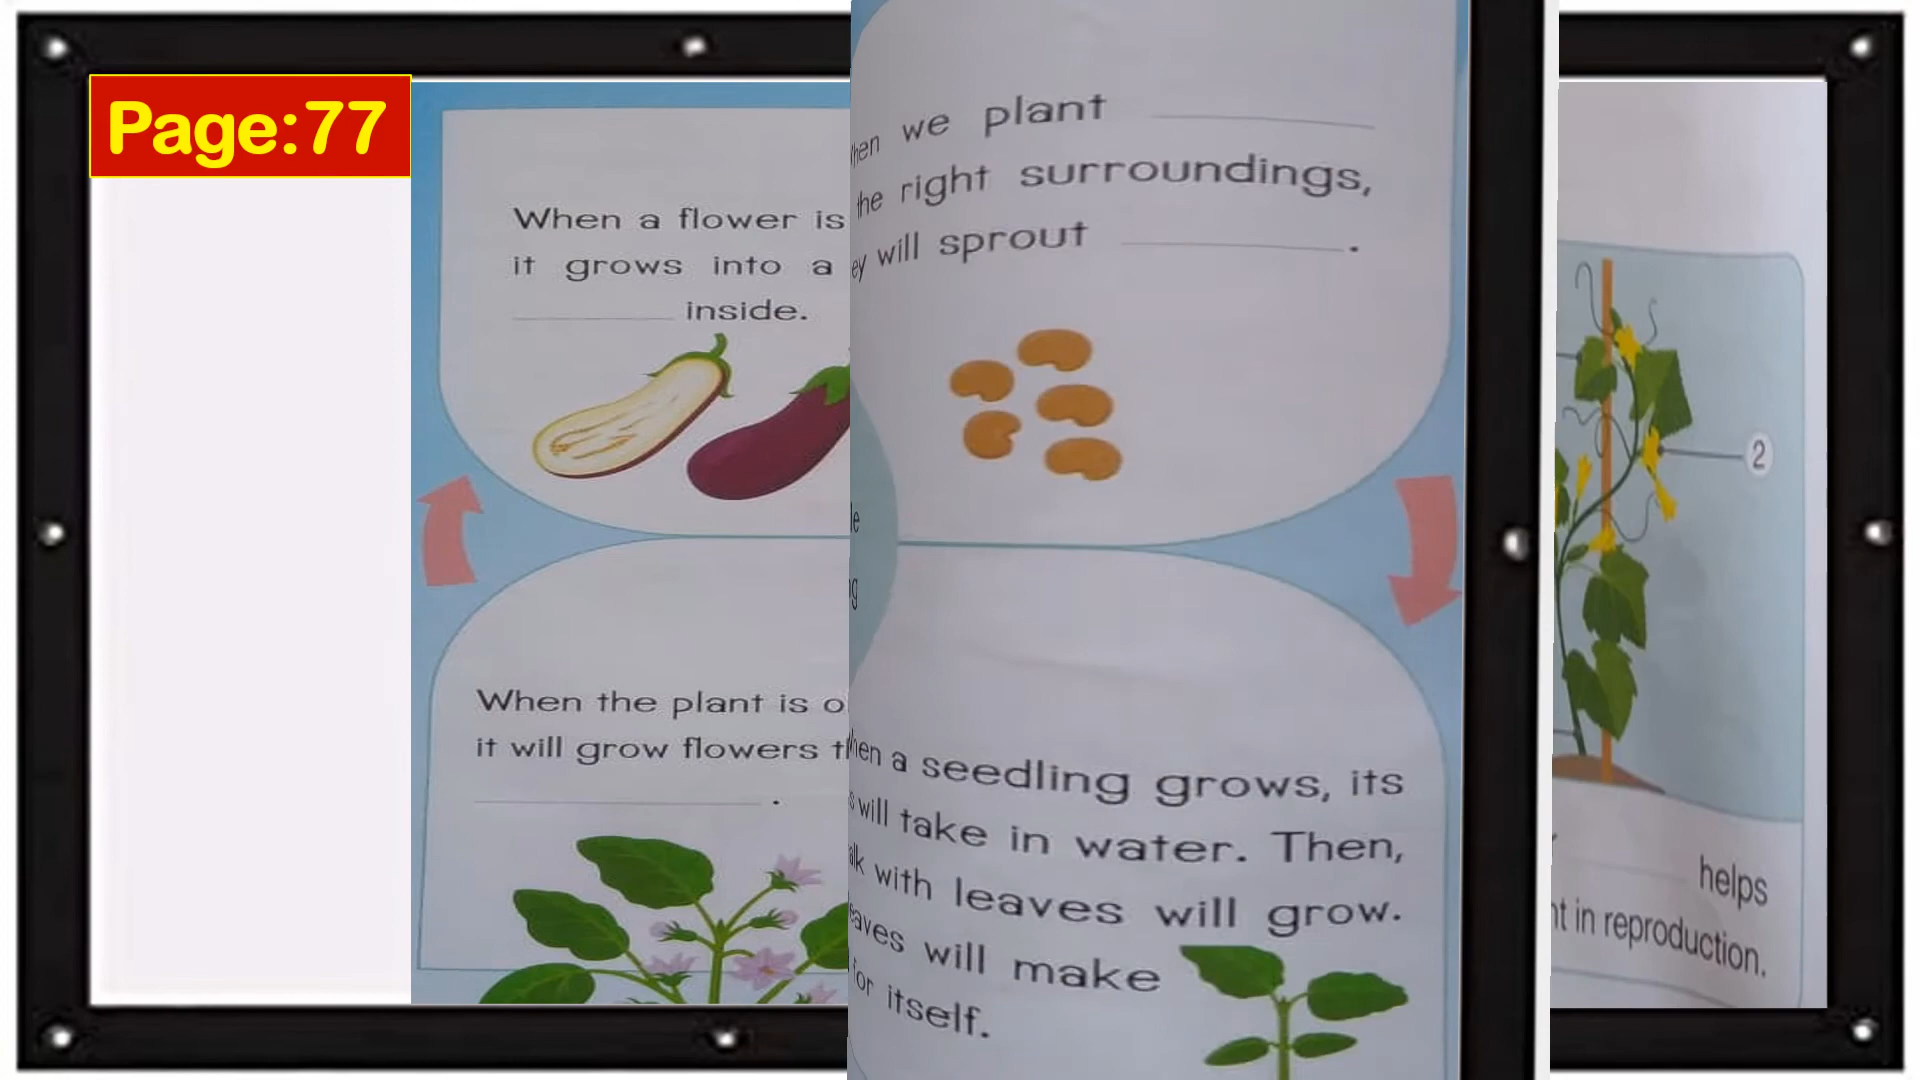 Page:77
When a flower is
it grows into a
inside.
When the plant is
it will grow flowers
we plant
the right surroundings,
will sprout
.
a seedling grows, its
will take in water. Then,
with leaves will grow.
will make
for itself.
2
helps
in reproduction.